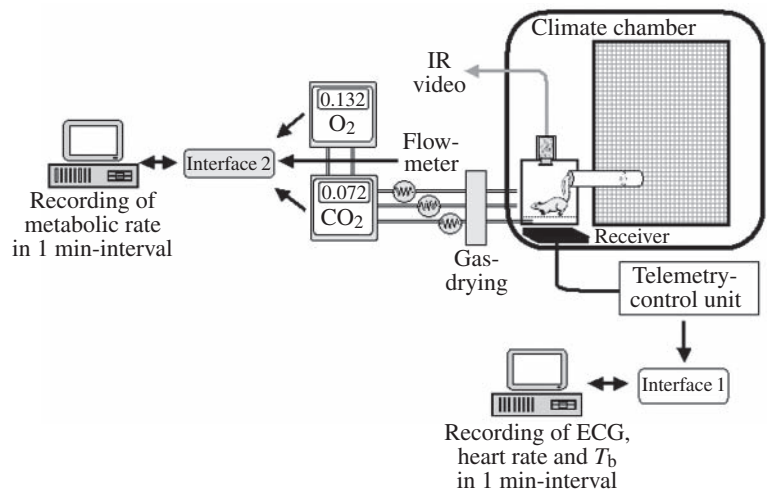 Climate chamber
IR
video
0.132
O2
Flow-
meter
Interface 2
0.072
CO2
Recording of
metabolic rate
in 1 min-interval
Gas-
drying
Receiver
Telemetry-
control unit
Interface 1
Recording of ECG,
heart rate and Tb
in 1 min-interval